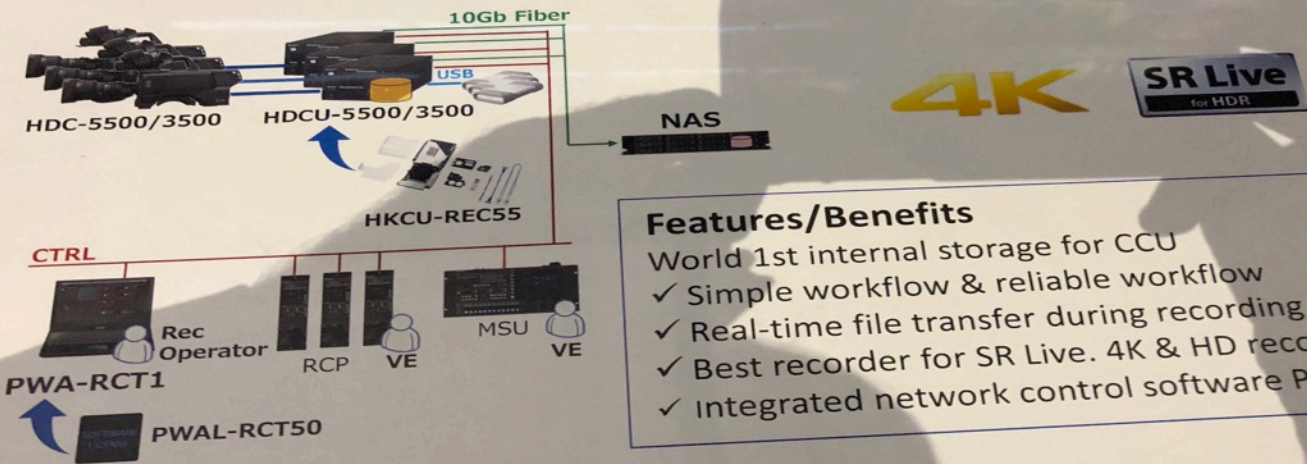 10Gb Fiber
4K
SR Live
for HDR
USB
HDC-5500/3500
HDCU-5500/3500
NAS
HKCU-REC55
Features/Benefits
World 1st internal storage for CCU
✓ Simple workflow & reliable workflow
✓ Real-time file transfer during recording
✓ Best recorder for SR Live. 4K & HD reco
✓ Integrated network control software P
CTRL
Rec
Operator
RCP
VE
MSU
VE
PWA-RCT1
SOFTWARE
LICENSE
PWAL-RCT50